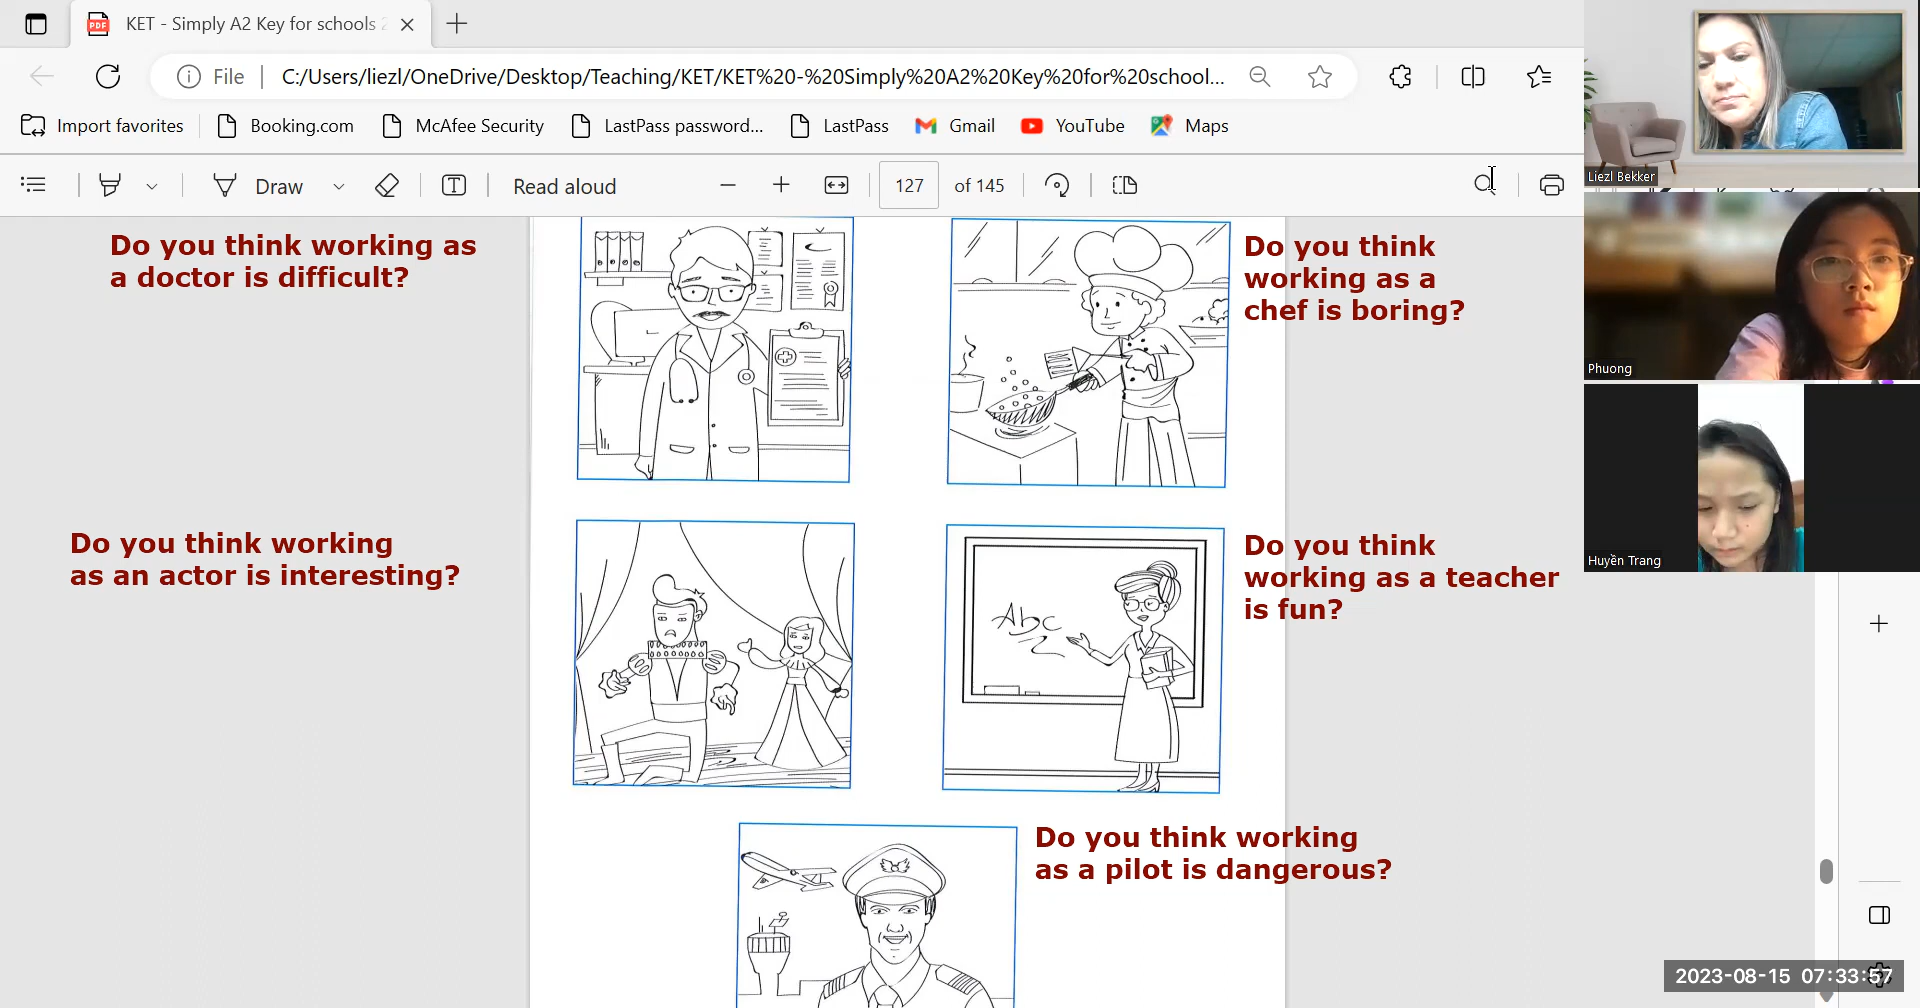 KET - Simply A2 Key for schools
File
C:/Users/liezl/OneDrive/Desktop/Teaching/KET/KET%20-%20Simply%20A2%20Key%20for%20school...
Import favorites
Booking.com
McAfee Security
LastPass password...
LastPass
Gmail
YouTube
Maps
Draw
Read aloud
127
of 145
Do you think working as
a doctor is difficult?
Do you think
working as a
chef is boring?
Do you think working
as an actor is interesting?
Abc
Do you think
working as a teacher
is fun?
Do you think working
as a pilot is dangerous?
Liezl Bekker
Phuong
Huyền Trang
2023-08-15 07:33:57